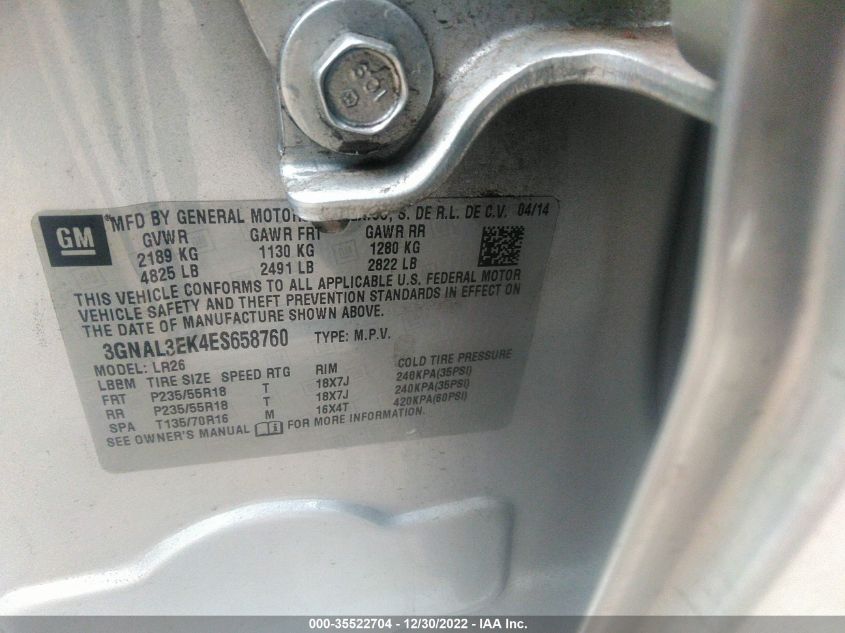 109
GM
MFD BY GENERAL MOTORS DE S. DE R.L. DE C.V. 04/14
GVWR GAWR FRT GAWR RR
2189 KG 1130 KG 1280 KG
4825 LB 2491 LB 2822 LB
THIS VEHICLE CONFORMS TO ALL APPLICABLE U.S. FEDERAL MOTOR
VEHICLE SAFETY AND THEFT PREVENTION STANDARDS IN EFFECT ON
THE DATE OF MANUFACTURE SHOWN ABOVE.
3GNAL3EK4ES658760 TYPE: M.P.V.
MODEL: LR26
LBBM TIRE SIZE SPEED RTG RIM COLD TIRE PRESSURE
FRT P235/55R18 T 18X7J 240KPA(35PSI)
RR P235/55R18 T 18X7J 240KPA(35PSI)
SPA T135/70R16 M 16X4T 420KPA(60PSI)
SEE OWNER'S MANUAL FOR MORE INFORMATION.
000-35522704 - 12/30/2022 - IAA Inc.